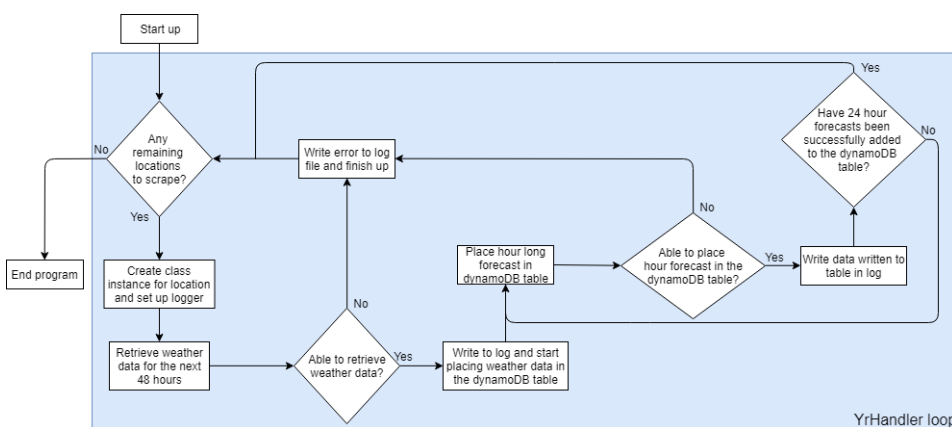 Start up
Any
remaining
locations
to scrape?
No
Yes
End program
Create class
instance for location
and set up logger
Retrieve weather
data for the next
48 hours
Able to retrieve
weather data?
No
Yes
Write error to log
file and finish up
Write to log and start
placing weather data in
the dynamoDB table
Place hour long
forecast in
dynamoDB table
Able to place
hour forecast in the
dynamoDB table?
No
Yes
Write data written to
table in log
Have 24 hour
forecasts been
successfully added
to the dynamoDB
table?
Yes
No
YrHandler loop